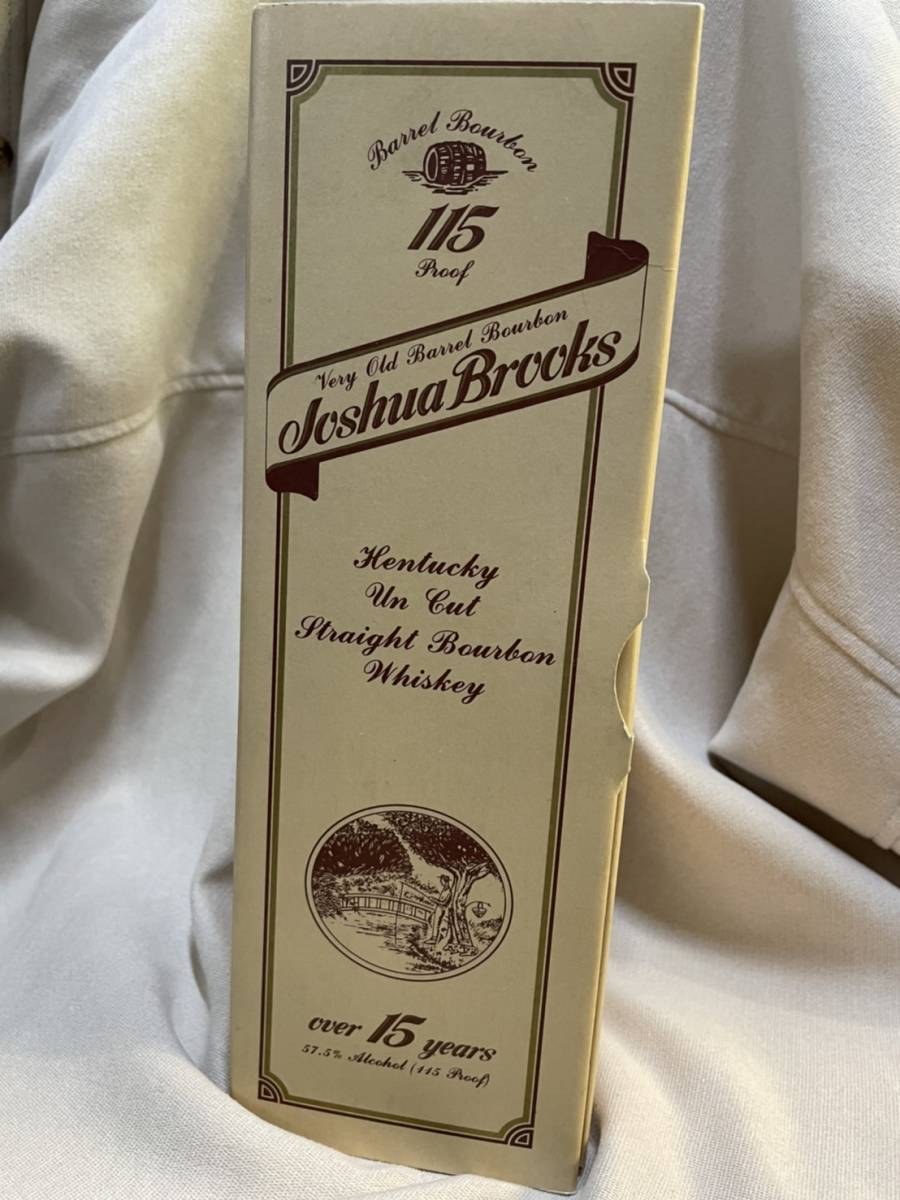 Barrel Bourbon
115
Proof
Very Old Barrel Bourbon
Joshua Brooks
Kentucky
Un Cut
Straight Bourbon
Whiskey
over 15 years
57.5% Alcohol (115 Proof)